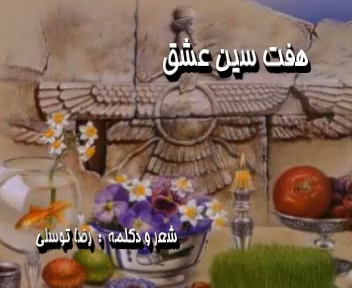 هفت سین عشق
شعر و دکلمه : رضا توسلی